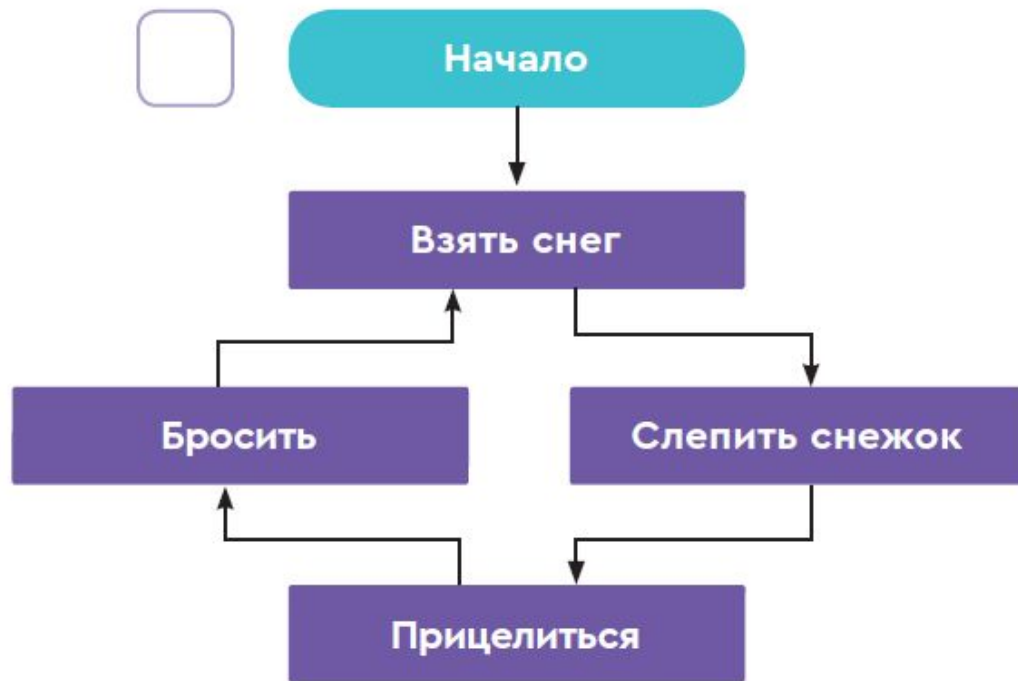 Начало
Взять снег
Бросить
Слепить снежок
Прицелиться